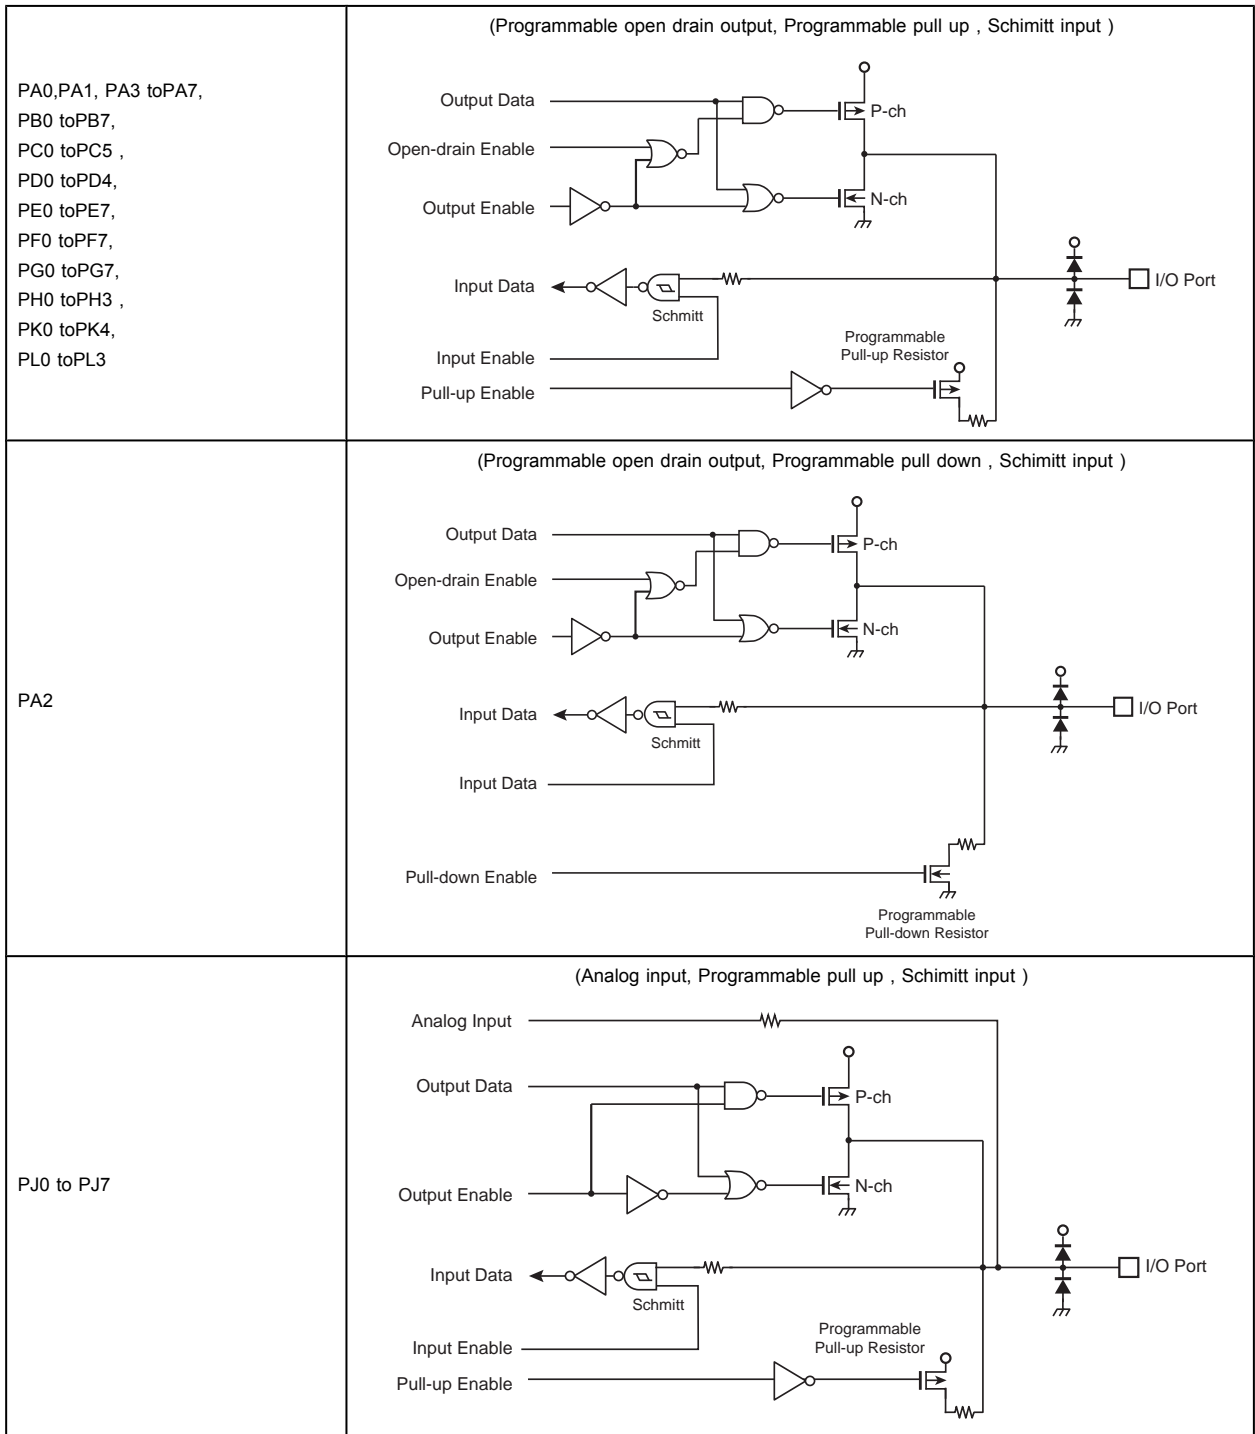 (Programmable open drain output, Programmable pull up , Schimitt input )
PA0,PA1, PA3 toPA7,
PB0 toPB7,
PC0 toPC5 ,
PD0 toPD4,
PE0 toPE7,
PF0 toPF7,
PG0 toPG7,
PH0 toPH3 ,
PK0 toPK4,
PL0 toPL3
Output Data
P-ch
Open-drain Enable
Output Enable
N-ch
Input Data
Schmitt
I/O Port
Programmable
Pull-up Resistor
Input Enable
Pull-up Enable
(Programmable open drain output, Programmable pull down , Schimitt input )
PA2
Output Data
P-ch
Open-drain Enable
Output Enable
N-ch
Input Data
Schmitt
I/O Port
Input Data
Pull-down Enable
Programmable
Pull-down Resistor
(Analog input, Programmable pull up , Schimitt input )
PJ0 to PJ7
Analog Input
Output Data
P-ch
Output Enable
N-ch
Input Data
Schmitt
I/O Port
Programmable
Pull-up Resistor
Input Enable
Pull-up Enable